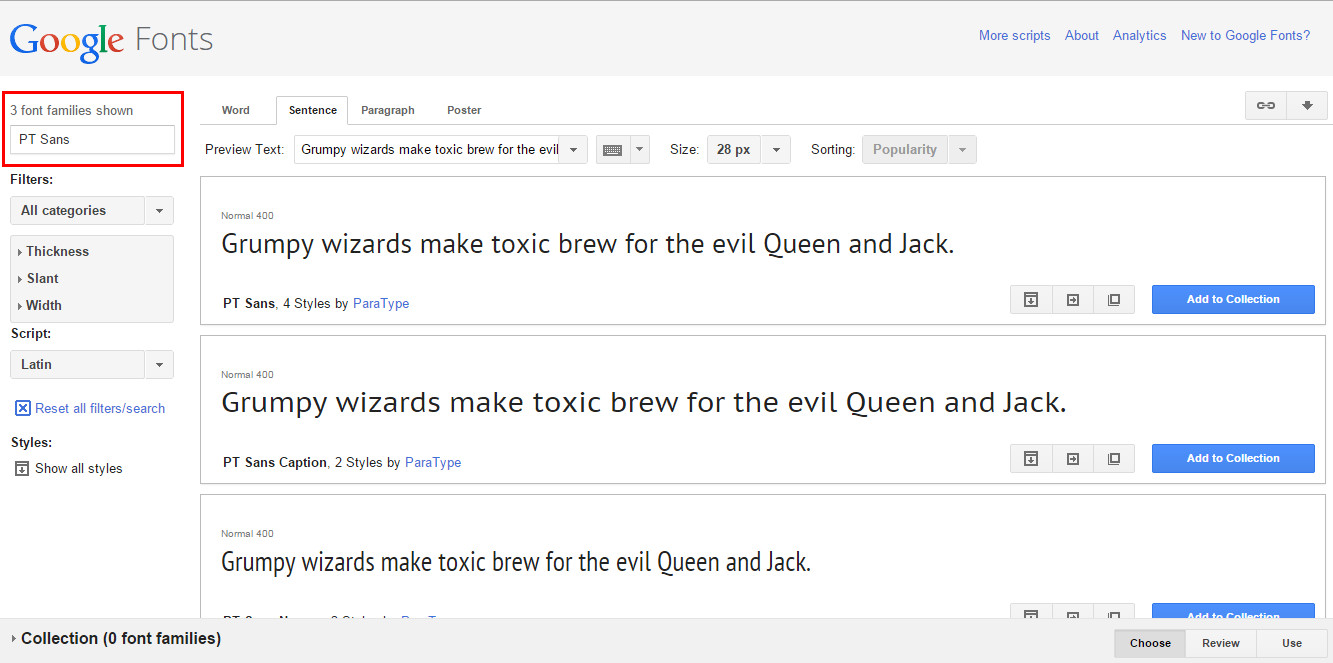 Google Fonts
More scripts About Analytics New to Google Fonts?
3 font families shown
PT Sans
Word Sentence Paragraph Poster
Preview Text: Grumpy wizards make toxic brew for the evil Size: 28 px Sorting: Popularity
Filters:
All categories
Thickness
Slant
Width
Script:
Latin
Reset all filters/search
Styles:
Show all styles
Normal 400
Grumpy wizards make toxic brew for the evil Queen and Jack.
PT Sans, 4 Styles by ParaType
Add to Collection
Normal 400
Grumpy wizards make toxic brew for the evil Queen and Jack.
PT Sans Caption, 2 Styles by ParaType
Add to Collection
Normal 400
Grumpy wizards make toxic brew for the evil Queen and Jack.
Add to Collection
Collection (0 font families)
Choose Review Use